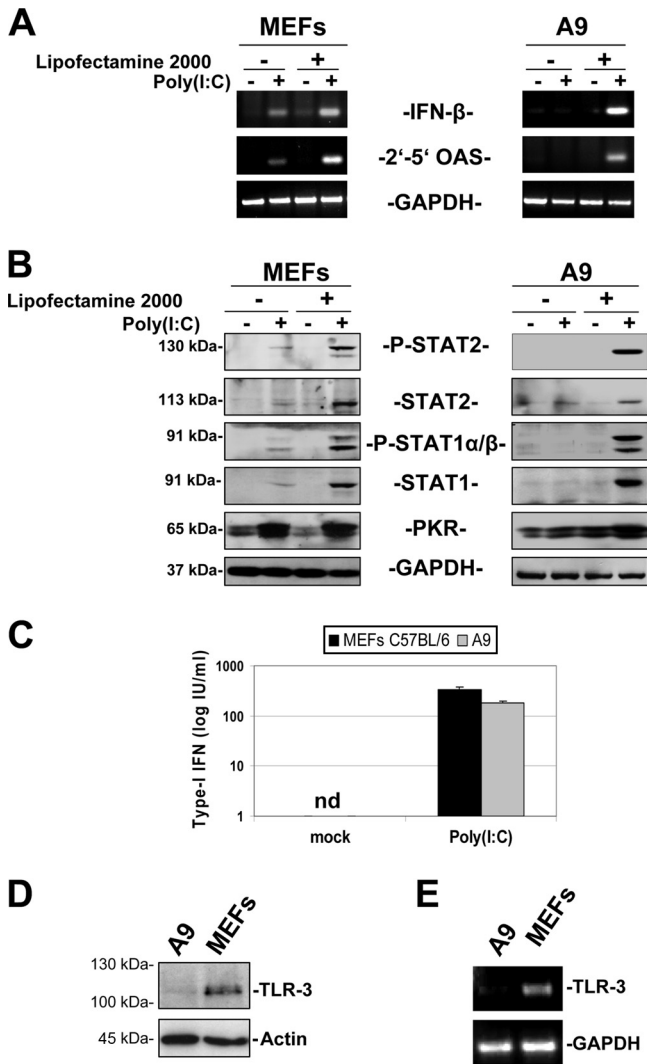 A
MEFs A9
Lipofectamine 2000 - + - +
Poly(I:C) - + - + - + - +
-IFN-β-
-2‘-5‘ OAS-
-GAPDH-
B
MEFs A9
Lipofectamine 2000 - + - +
Poly(I:C) - + - + - + - +
130 kDa- -P-STAT2-
113 kDa- -STAT2-
91 kDa- -P-STAT1α/β-
91 kDa- -STAT1-
65 kDa- -PKR-
37 kDa- -GAPDH-
C
MEFs C57BL/6 A9
Type-I IFN (log IU/ml)
1000
100
10
1
nd
mock Poly(I:C)
D
A9 MEFs
130 kDa-
-TLR-3
100 kDa-
45 kDa- -Actin
E
A9 MEFs
-TLR-3
-GAPDH